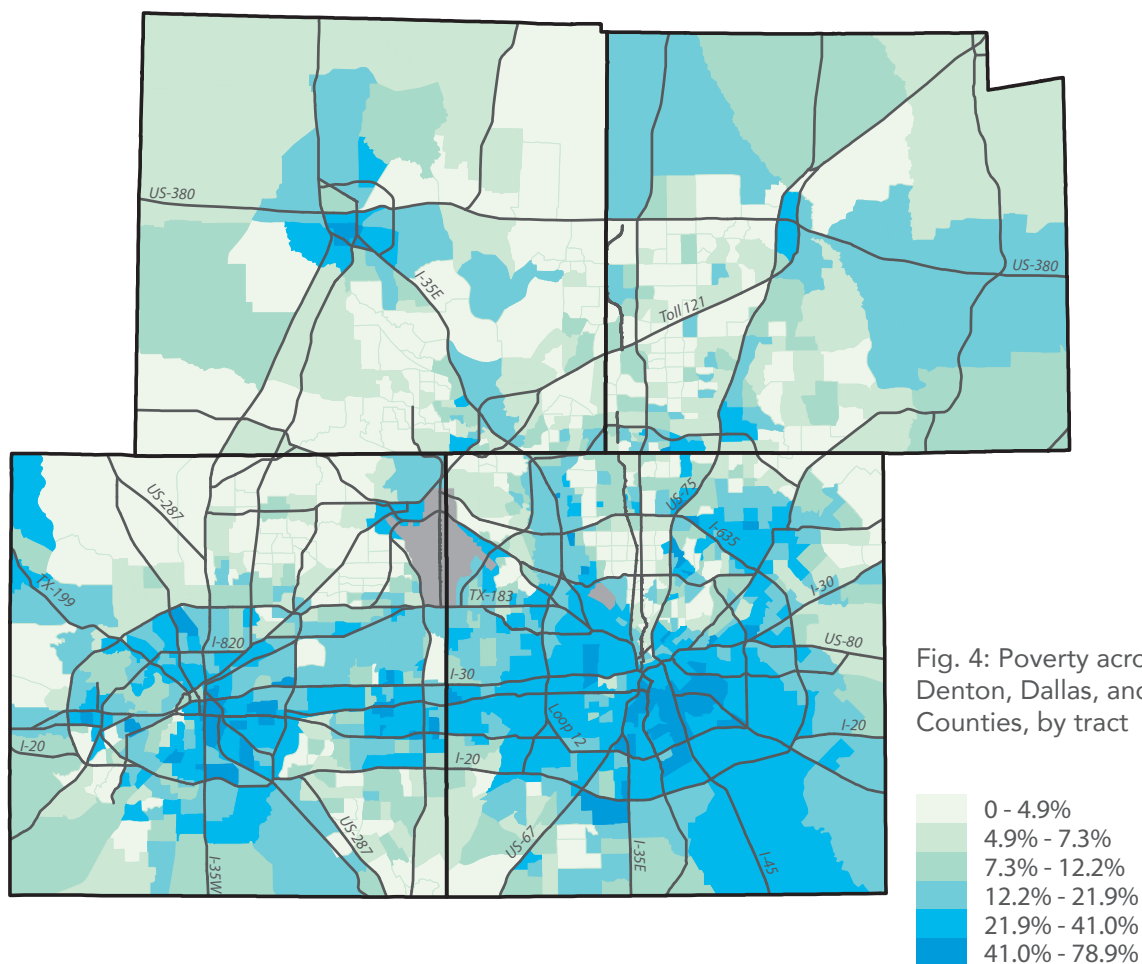 US-380
I-35E
Toll 121
US-380
US-287
US-75
I-635
TX-199
TX-183
I-30
I-820
US-80
I-30
Loop 12
I-20
I-20
I-20
US-287
US-67
I-35W
I-35E
I-45
Fig. 4: Poverty acro
Denton, Dallas, and
Counties, by tract
0 - 4.9%
4.9% - 7.3%
7.3% - 12.2%
12.2% - 21.9%
21.9% - 41.0%
41.0% - 78.9%